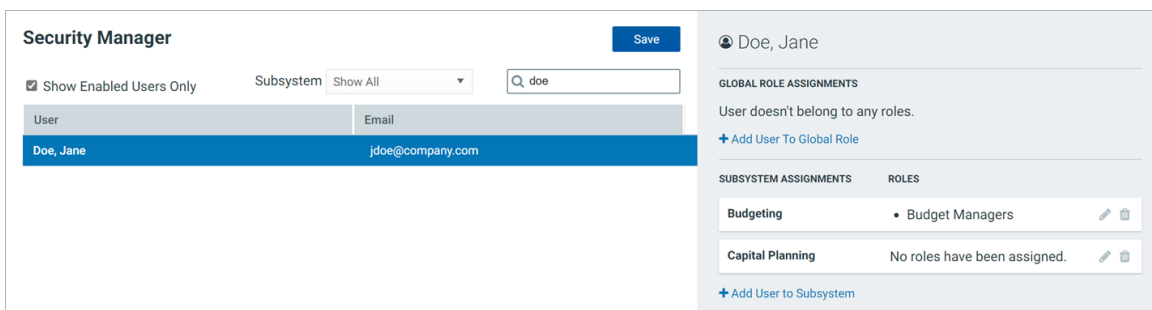 Security Manager
Save
Show Enabled Users Only
Subsystem Show All
doe
User Email
Doe, Jane jdoe@company.com
Doe, Jane
GLOBAL ROLE ASSIGNMENTS
User doesn't belong to any roles.
+ Add User To Global Role
SUBSYSTEM ASSIGNMENTS ROLES
Budgeting • Budget Managers
Capital Planning No roles have been assigned.
+ Add User to Subsystem